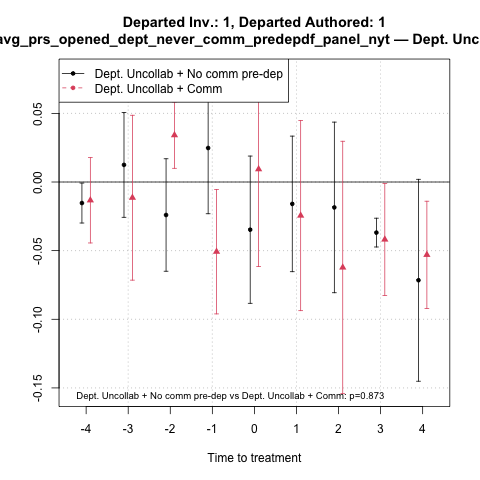 Departed Inv.: 1, Departed Authored: 1
avg_prs_opened_dept_never_comm_predepdf_panel_nyt — Dept. Unc
Dept. Uncollab + No comm pre-dep
Dept. Uncollab + Comm
0.05
0.00
-0.05
-0.10
-0.15
Dept. Uncollab + No comm pre-dep vs Dept. Uncollab + Comm: p=0.873
-4 -3 -2 -1 0 1 2 3 4
Time to treatment